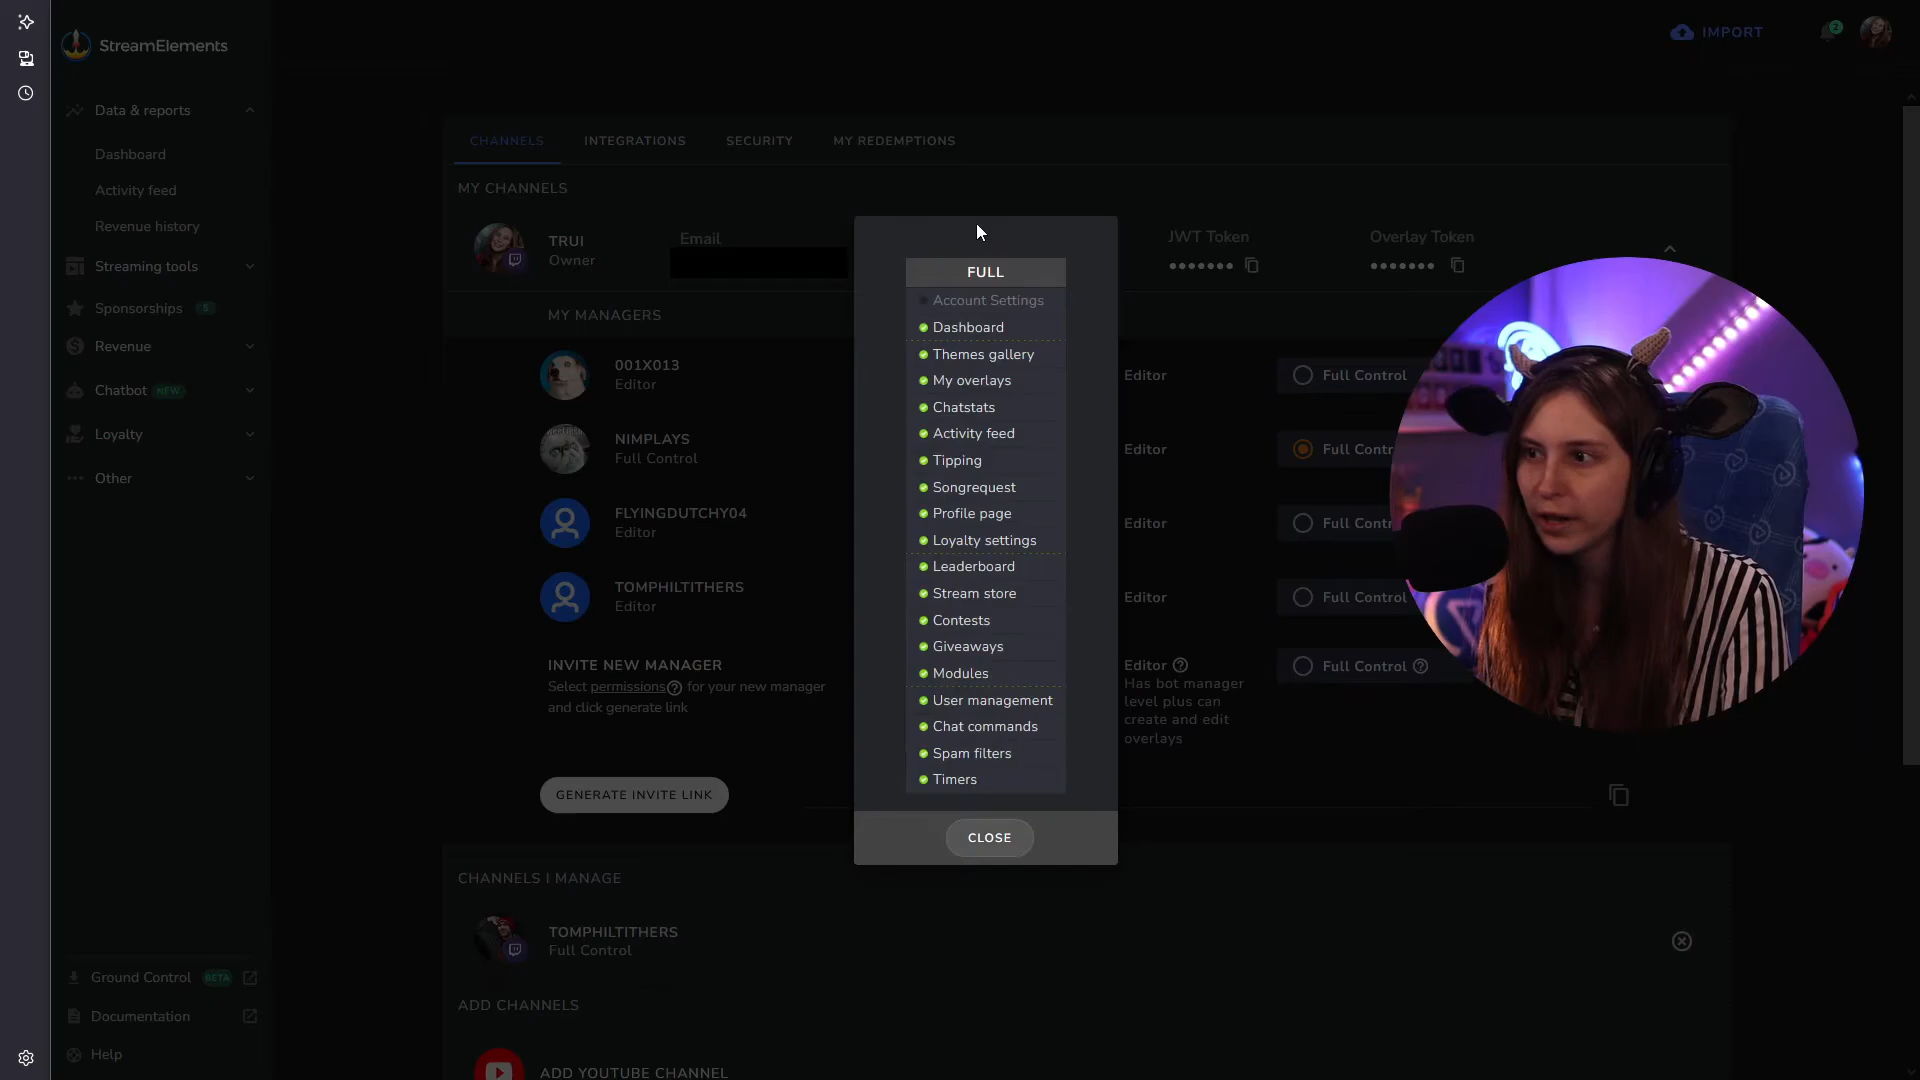 StreamElements
IMPORT
2
Data & reports
Dashboard
Activity feed
Revenue history
Streaming tools
Sponsorships 5
Revenue
Chatbot NEW
Loyalty
Other
Ground Control BETA
Documentation
Help
CHANNELS INTEGRATIONS SECURITY MY REDEMPTIONS
MY CHANNELS
TRUI
Owner
Email
JWT Token
•••••••
Overlay Token
•••••••
MY MANAGERS
001X013
Editor
Editor
Full Control
NIMPLAYS
Full Control
Editor
Full Contr
FLYINGDUTCHY04
Editor
Editor
Full Contr
TOMPHILTITHERS
Editor
Editor
Full Control
INVITE NEW MANAGER
Select permissions ? for your new manager
and click generate link
Editor ?
Has bot manager
level plus can
create and edit
overlays
Full Control ?
GENERATE INVITE LINK
CHANNELS I MANAGE
TOMPHILTITHERS
Full Control
ADD CHANNELS
ADD YOUTUBE CHANNEL
FULL
Account Settings
Dashboard
Themes gallery
My overlays
Chatstats
Activity feed
Tipping
Songrequest
Profile page
Loyalty settings
Leaderboard
Stream store
Contests
Giveaways
Modules
User management
Chat commands
Spam filters
Timers
CLOSE